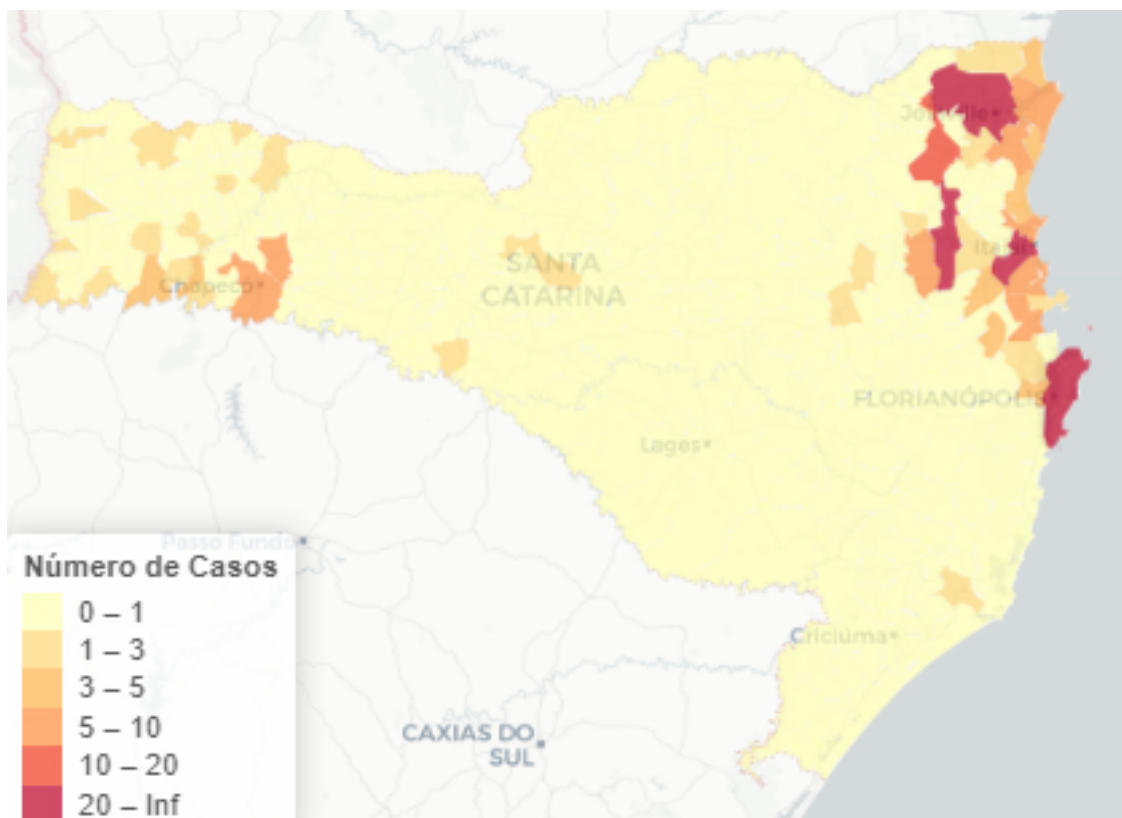 Joinville
Itajaí
SANTA
CATARINA
Chapecó
FLORIANÓPOLIS
Lages
Passo Fundo
Número de Casos
0 – 1
1 – 3
3 – 5
5 – 10
10 – 20
20 – Inf
Criciúma
CAXIAS DO
SUL